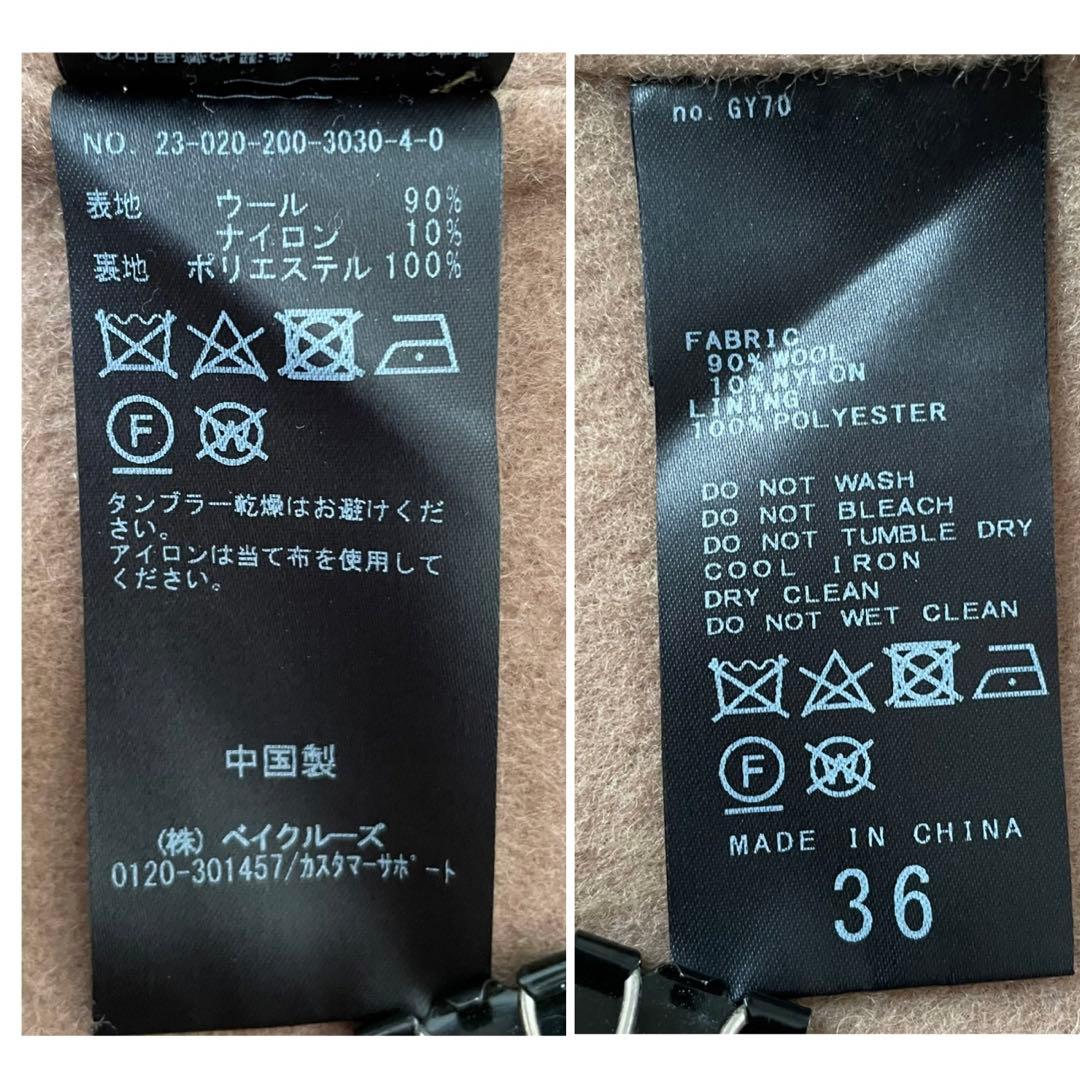 NO. 23-020-200-3030-4-0
表地 ウール 90%
ナイロン 10%
裏地 ポリエステル 100%
F W
タンブラー乾燥はお避けくだ
さい。
アイロンは当て布を使用して
ください。
中国製
(株) ベイクルーズ
0120-301457/カスタマーサポート
no. GY70
FABRIC
90% WOOL
10% NYLON
LINING
100% POLYESTER
DO NOT WASH
DO NOT BLEACH
DO NOT TUMBLE DRY
COOL IRON
DRY CLEAN
DO NOT WET CLEAN
F W
MADE IN CHINA
36